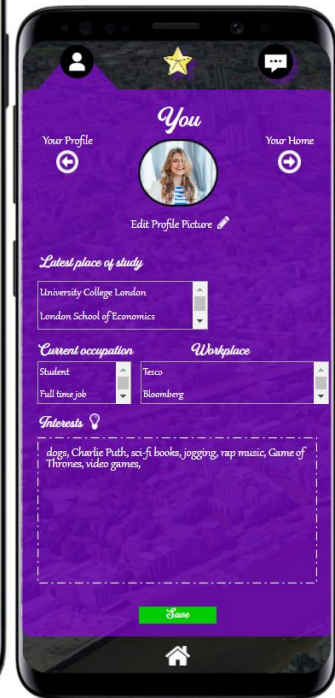 You
Your Profile
Your Home
Edit Profile Picture
Latest place of study
University College London
London School of Economics
Current occupation
Workplace
Student
Full time job
Tesco
Bloomberg
Interests
dogs, Charlie Puth, sci-fi books, jogging, rap music, Game of
Thrones, video games,
Save